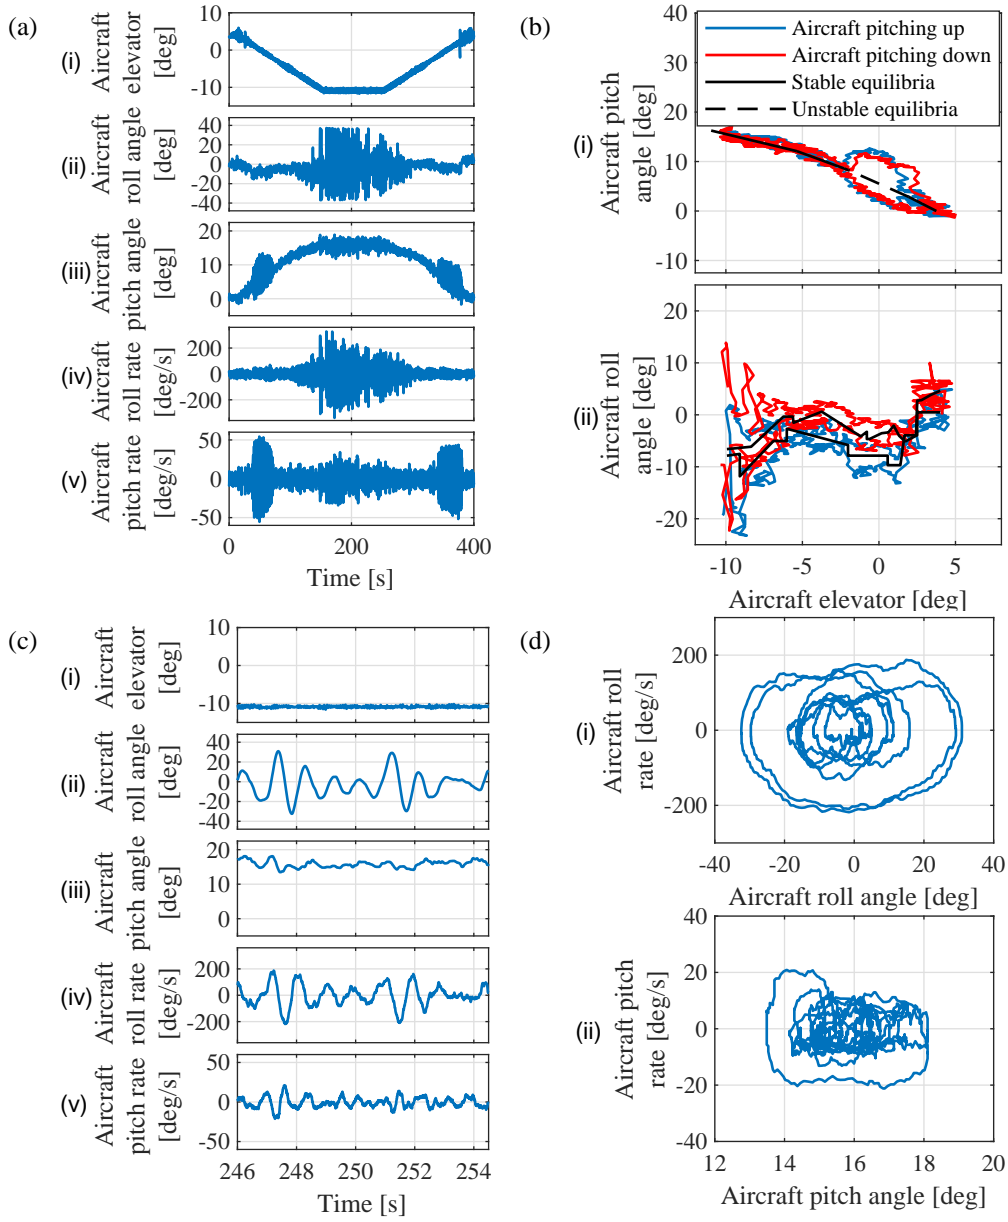 (a)
(i)
Aircraft
elevator
[deg]
10
0
-10
(ii)
Aircraft
roll angle
[deg]
40
20
0
-20
-40
(iii)
Aircraft
pitch angle
[deg]
20
10
0
(iv)
Aircraft
roll rate
[deg/s]
200
0
-200
(v)
Aircraft
pitch rate
[deg/s]
50
0
-50
0
200
400
Time [s]
(b)
(i)
Aircraft pitch
angle [deg]
40
30
20
10
0
-10
Aircraft pitching up
Aircraft pitching down
Stable equilibria
Unstable equilibria
(ii)
Aircraft roll
angle [deg]
20
10
0
-10
-20
-10
-5
0
5
Aircraft elevator [deg]
(c)
(i)
Aircraft
elevator
[deg]
10
0
-10
(ii)
Aircraft
roll angle
[deg]
40
20
0
-20
-40
(iii)
Aircraft
pitch angle
[deg]
20
10
0
(iv)
Aircraft
roll rate
[deg/s]
200
0
-200
(v)
Aircraft
pitch rate
[deg/s]
50
0
-50
246
248
250
252
254
Time [s]
(d)
(i)
Aircraft roll
rate [deg/s]
200
0
-200
-40
-20
0
20
40
Aircraft roll angle [deg]
(ii)
Aircraft pitch
rate [deg/s]
40
20
0
-20
-40
12
14
16
18
20
Aircraft pitch angle [deg]